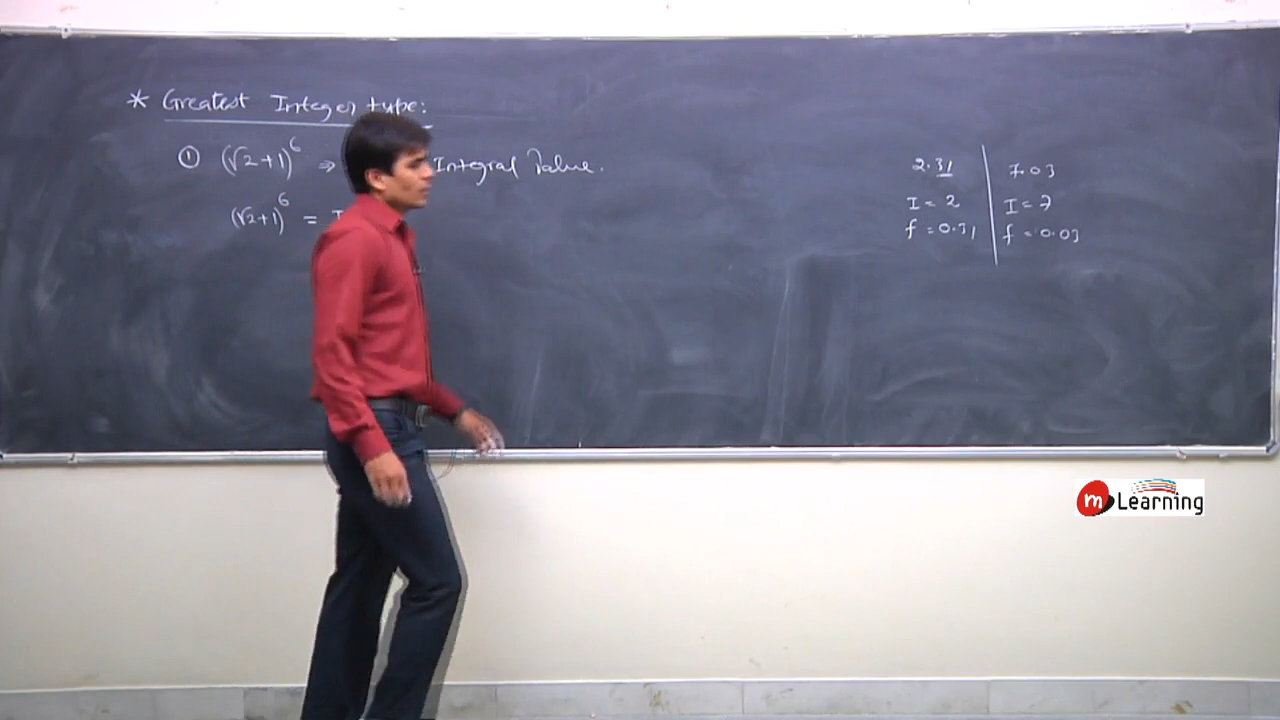 * Greatest Integer type:
① (√2+1)^6 ⇒ Integral Value.
(√2+1)^6 = I
2.31
I = 2
f = 0.31
7.03
I = 7
f = 0.03
m Learning